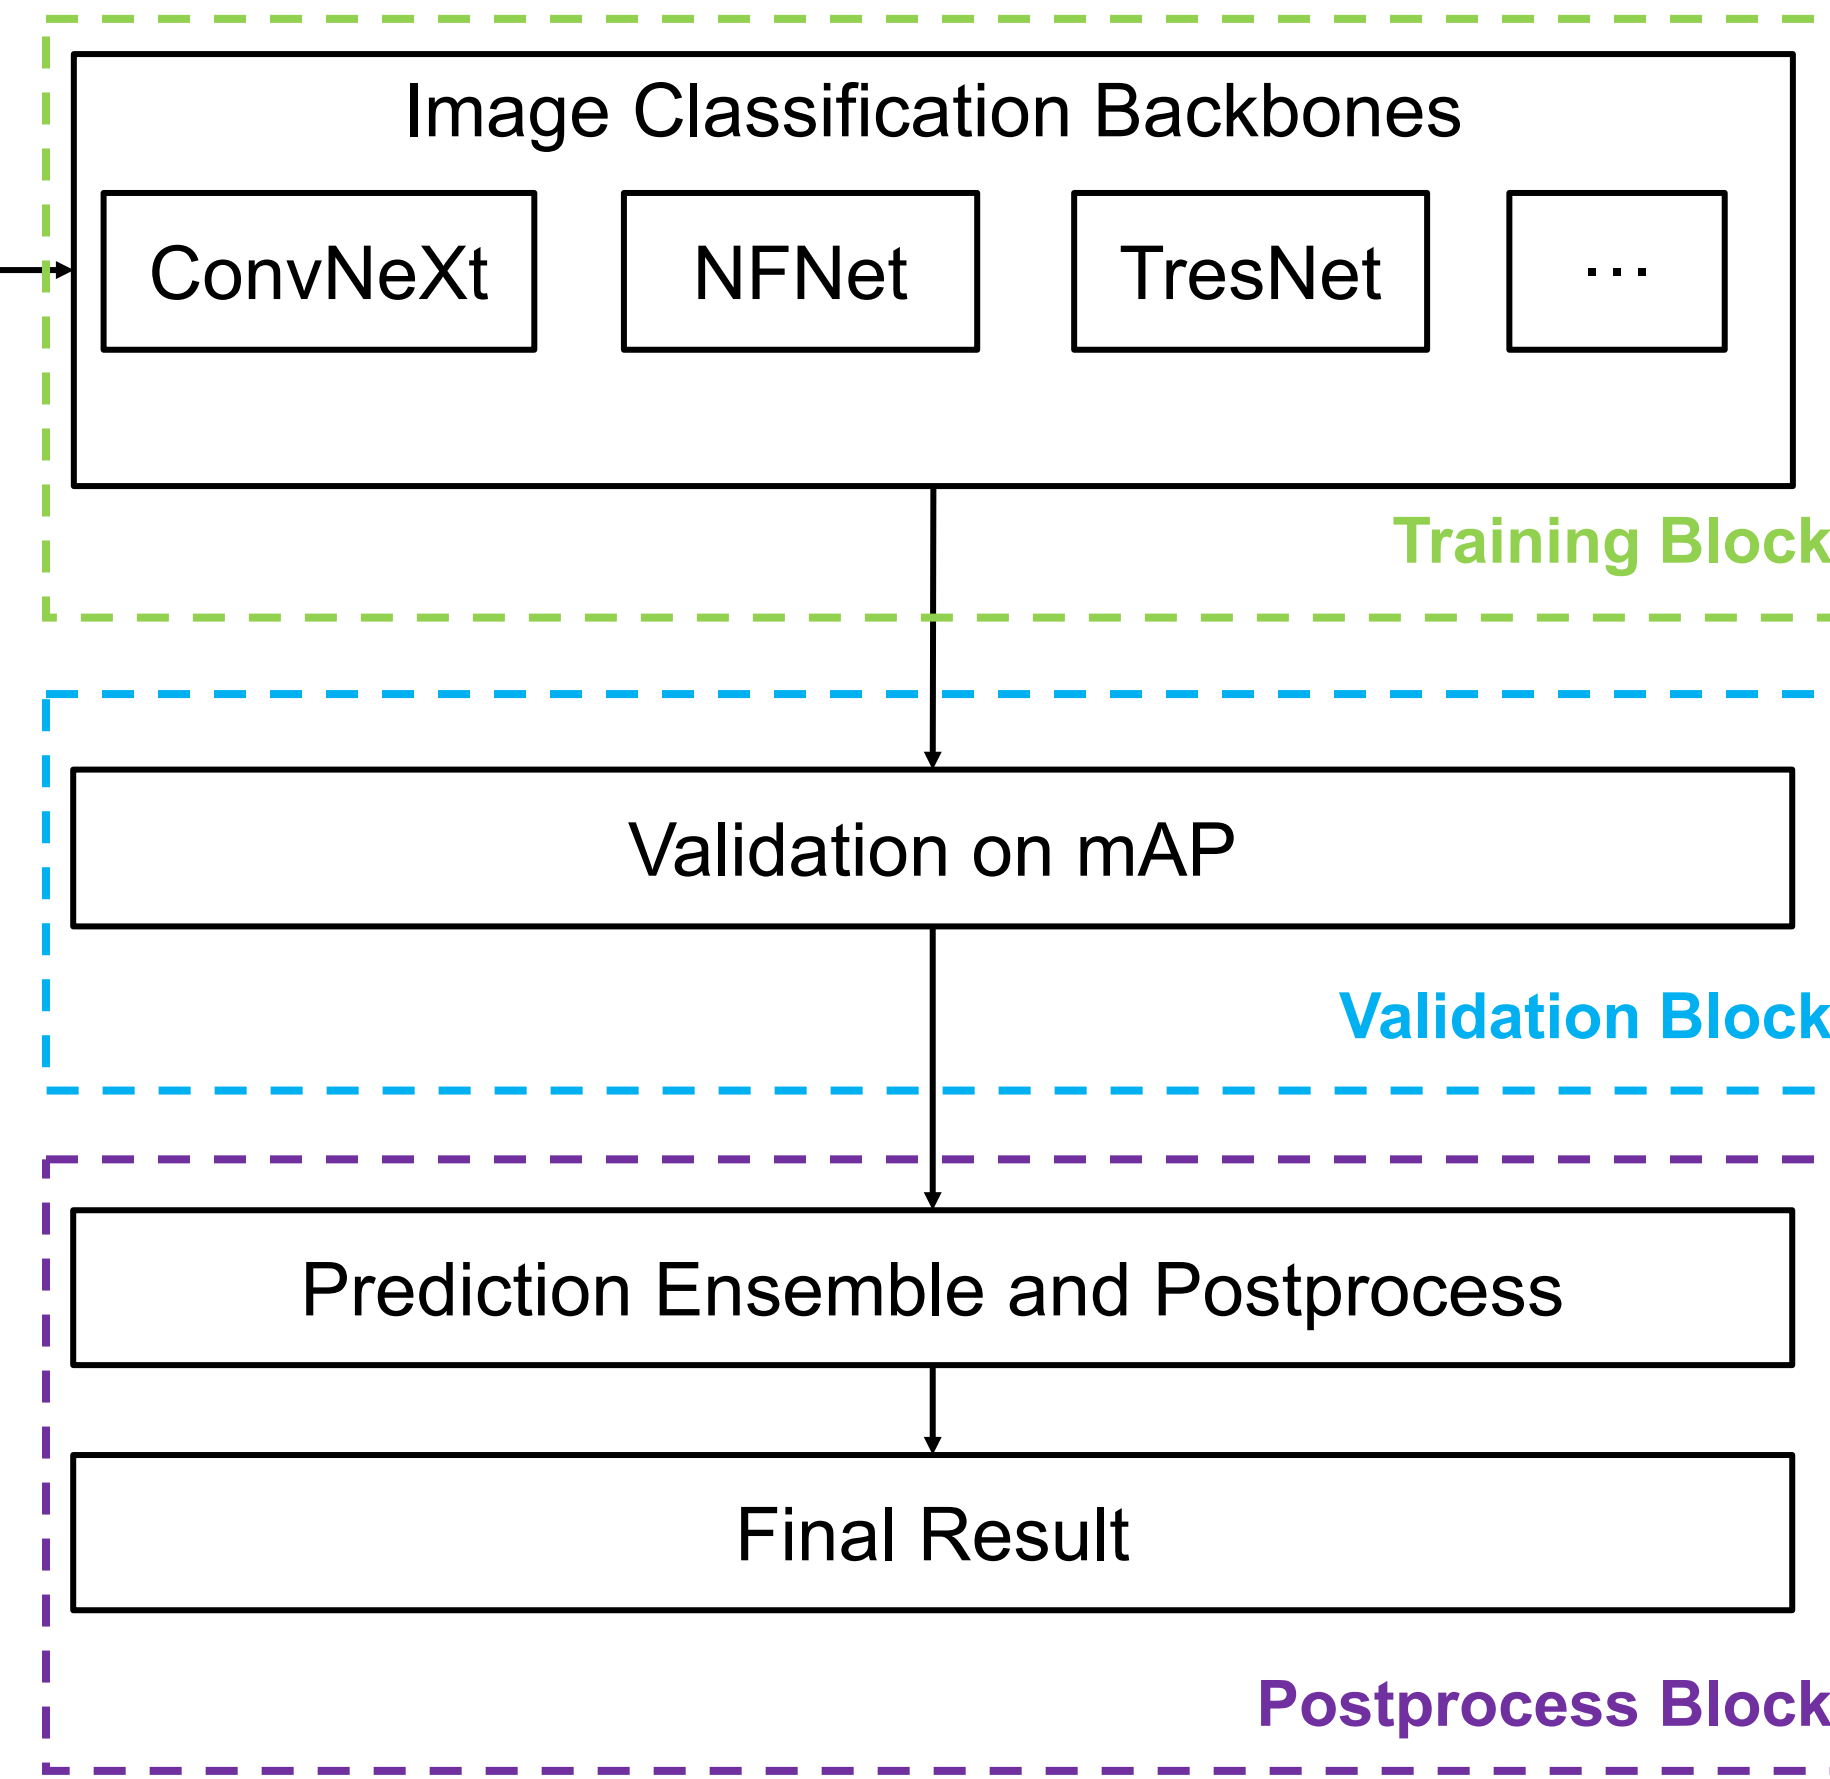 Image Classification Backbones
ConvNeXt NFNet TresNet ...
Training Block
Validation on mAP
Validation Block
Prediction Ensemble and Postprocess
Final Result
Postprocess Block